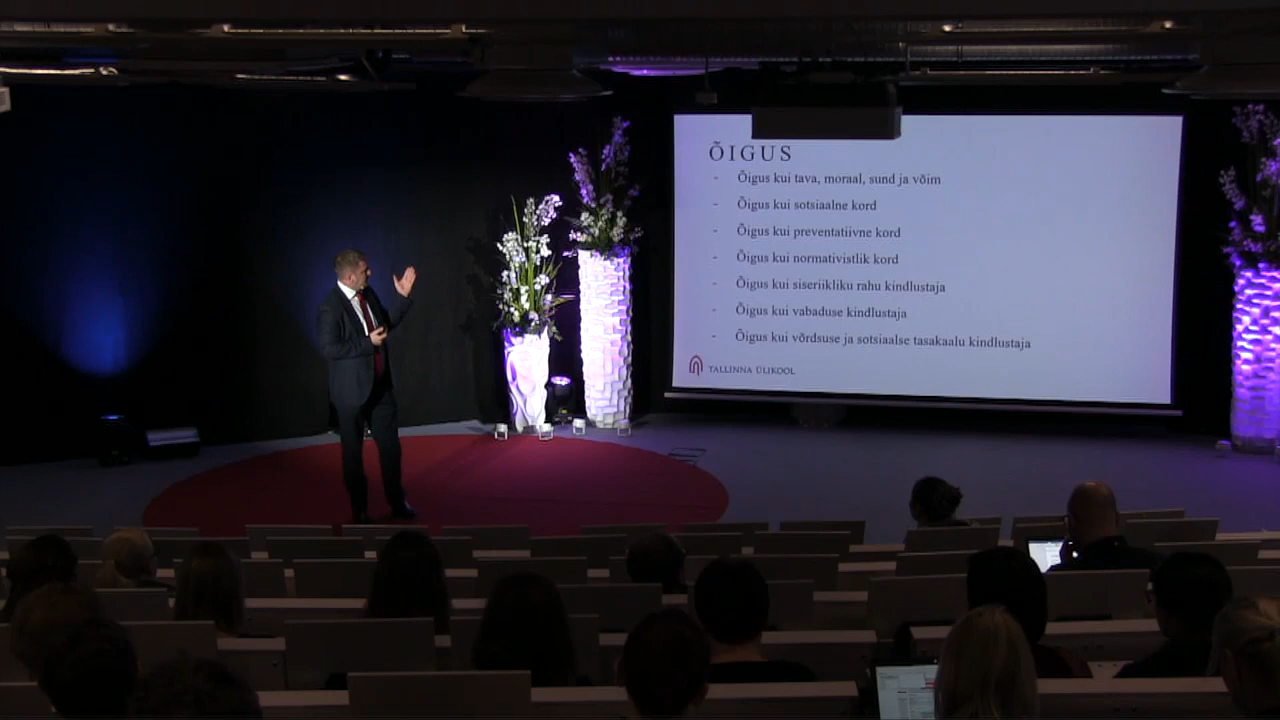 ÕIGUS
- Õigus kui tava, moraal, sund ja võim
- Õigus kui sotsiaalne kord
- Õigus kui preventatiivne kord
- Õigus kui normativistlik kord
- Õigus kui siseriikliku rahu kindlustaja
- Õigus kui vabaduse kindlustaja
- Õigus kui võrdsuse ja sotsiaalse tasakaalu kindlustaja
TALLINNA ÜLIKOOL